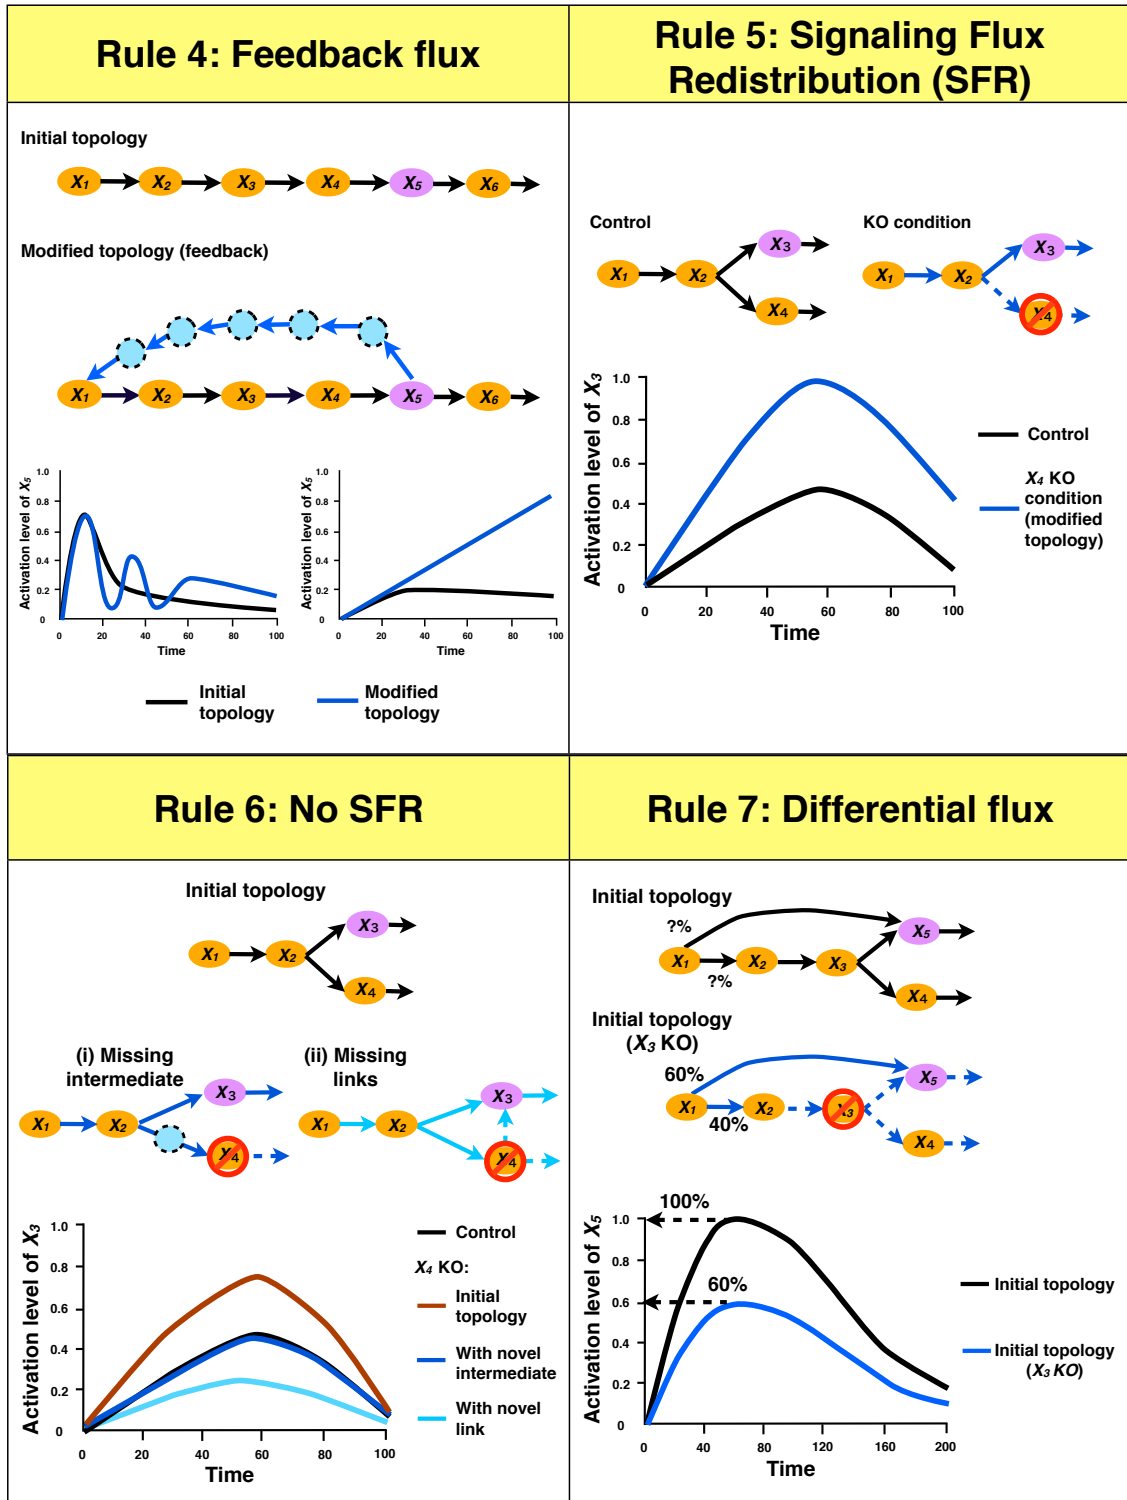 Rule 4: Feedback flux
Initial topology
X1 X2 X3 X4 X5 X6
Modified topology (feedback)
X1 X2 X3 X4 X5 X6
Activation level of X5
1.0
0.8
0.6
0.4
0.2
0
0 20 40 60 80 100
Time
Activation level of X5
1.0
0.8
0.6
0.4
0.2
0
0 20 40 60 80 100
Time
Initial
topology
Modified
topology
Rule 5: Signaling Flux
Redistribution (SFR)
Control
X1 X2 X3 X4
KO condition
X1 X2 X3 X4
Activation level of X3
1.0
0.8
0.6
0.4
0.2
0
0 20 40 60 80 100
Time
Control
X4 KO
condition
(modified
topology)
Rule 6: No SFR
Initial topology
X1 X2 X3 X4
(i) Missing
intermediate
X1 X2 X3 X4
(ii) Missing
links
X1 X2 X3 X4
Activation level of X3
1.0
0.8
0.6
0.4
0.2
0
0 20 40 60 80 100
Time
Control
X4 KO:
Initial
topology
With novel
intermediate
With novel
link
Rule 7: Differential flux
Initial topology
?%
X1 X2 X3 X5 X4
?%
Initial topology
(X3 KO)
60%
X1 X2 X3 X5 X4
40%
Activation level of X5
100%
60%
1.0
0.8
0.6
0.4
0.2
0
0 40 80 120 160 200
Time
Initial topology
Initial topology
(X3 KO)